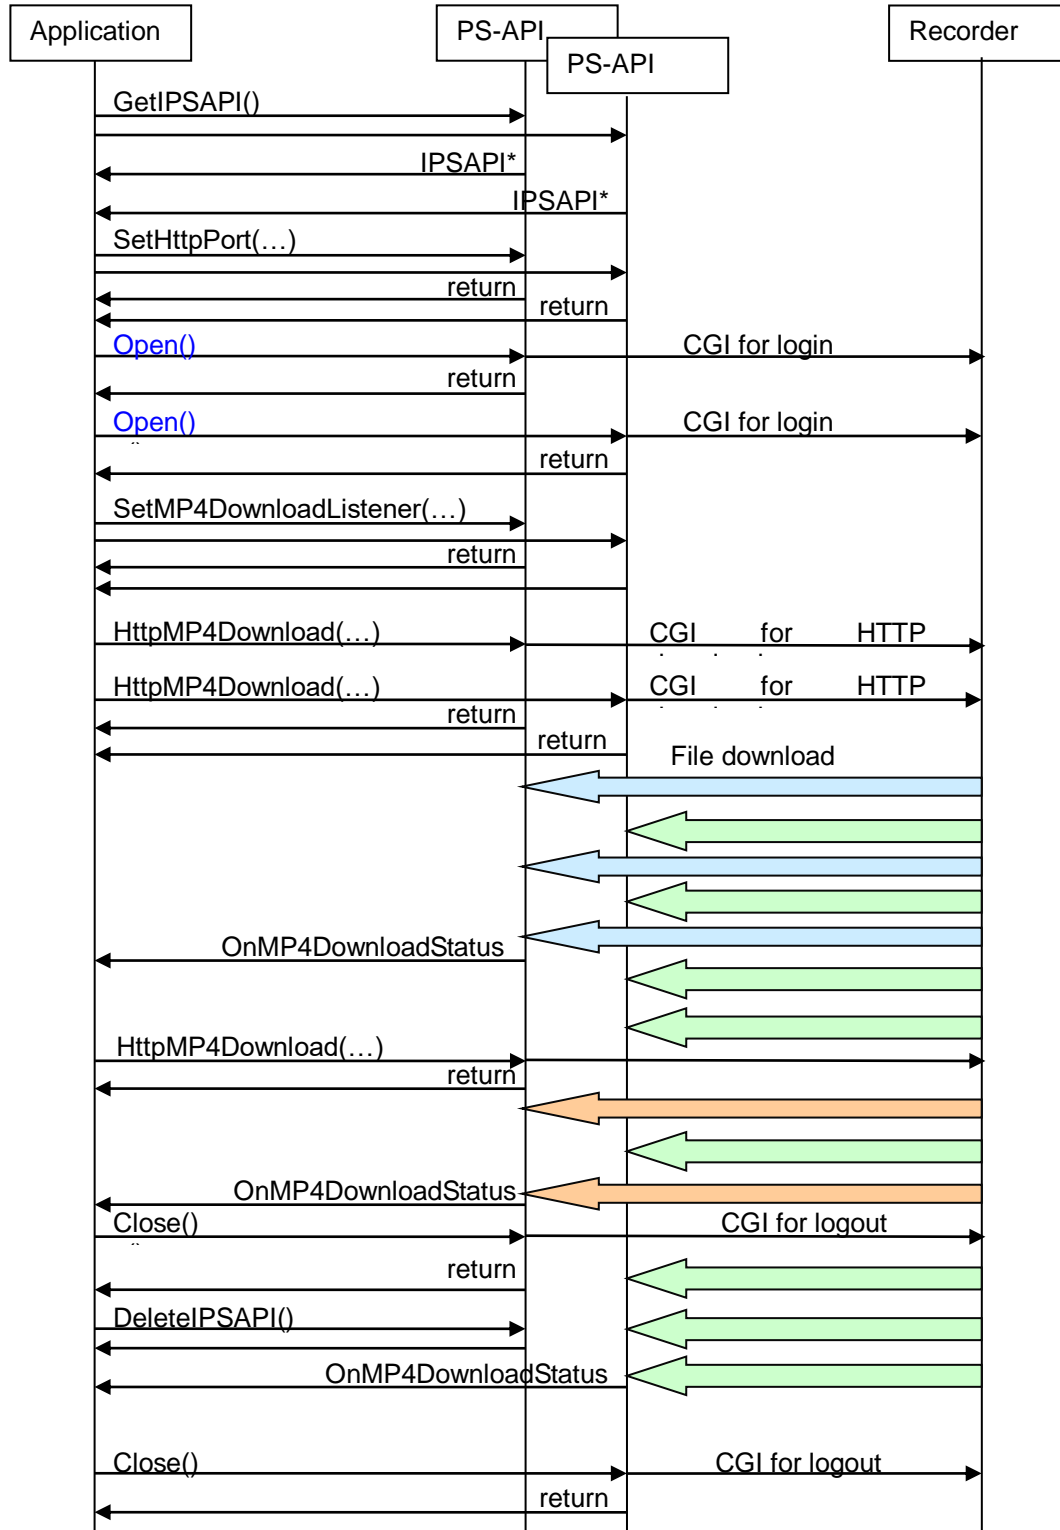 Application
PS-API
PS-API
Recorder
GetIPSAPI()
IPSAPI*
IPSAPI*
SetHttpPort(…)
return
return
Open()
CGI for login
return
Open()
CGI for login
return
SetMP4DownloadListener(…)
return
HttpMP4Download(…)
CGI for HTTP
HttpMP4Download(…)
CGI for HTTP
return
return
File download
OnMP4DownloadStatus
HttpMP4Download(…)
return
OnMP4DownloadStatus
Close()
CGI for logout
return
DeleteIPSAPI()
OnMP4DownloadStatus
Close()
CGI for logout
return